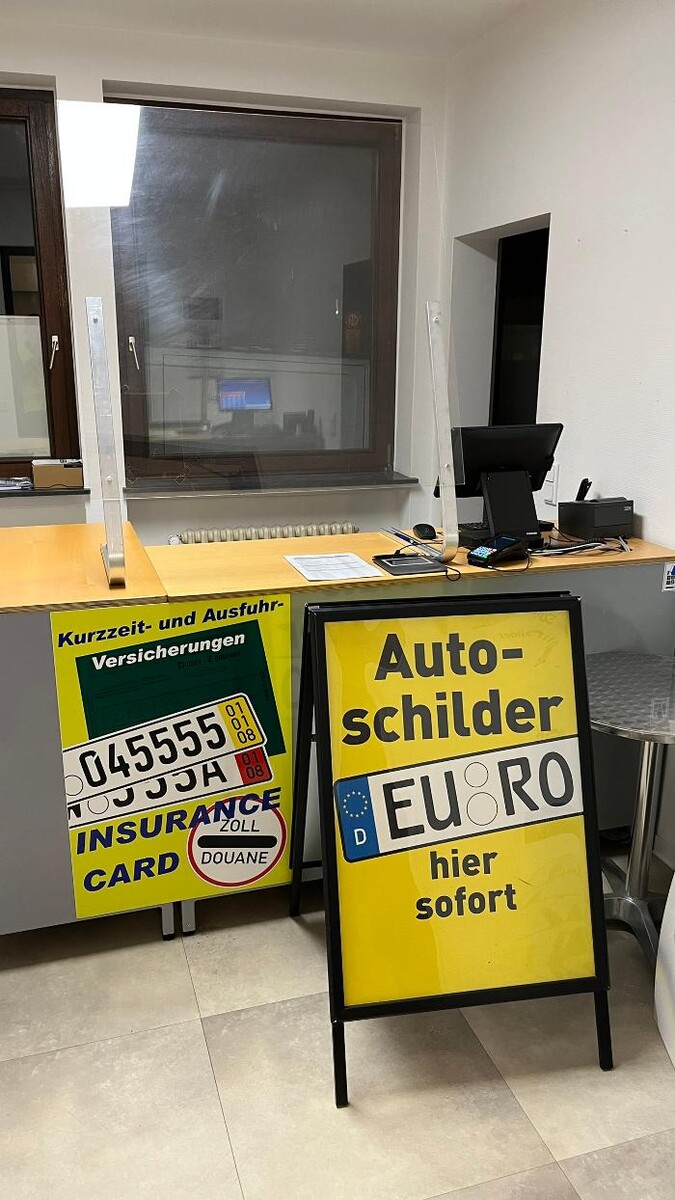 Kurzzeit- und Ausfuhr-
Versicherungen
045555
01
01
08
555A
01
08
INSURANCE
CARD
ZOLL
DOUANE
Auto-
schilder
D
EU RO
hier
sofort